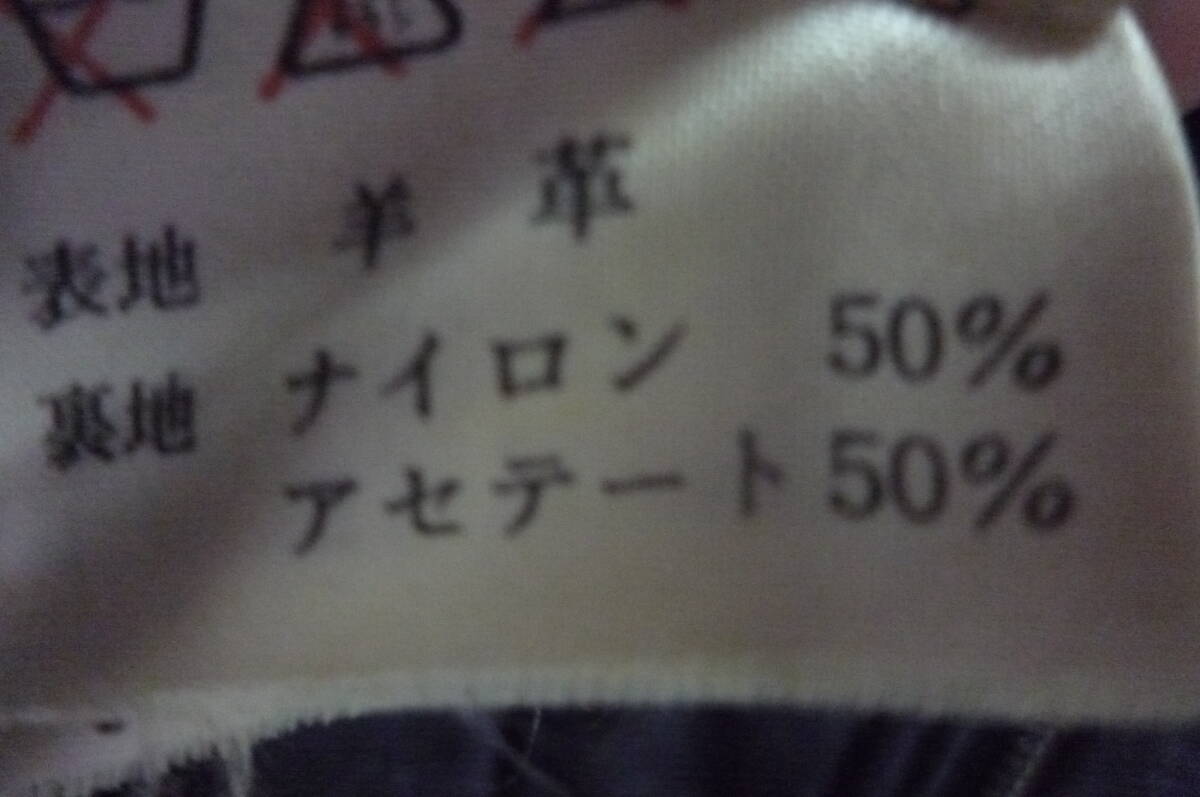 表地 羊革
裏地 ナイロン 50%
アセテート 50%